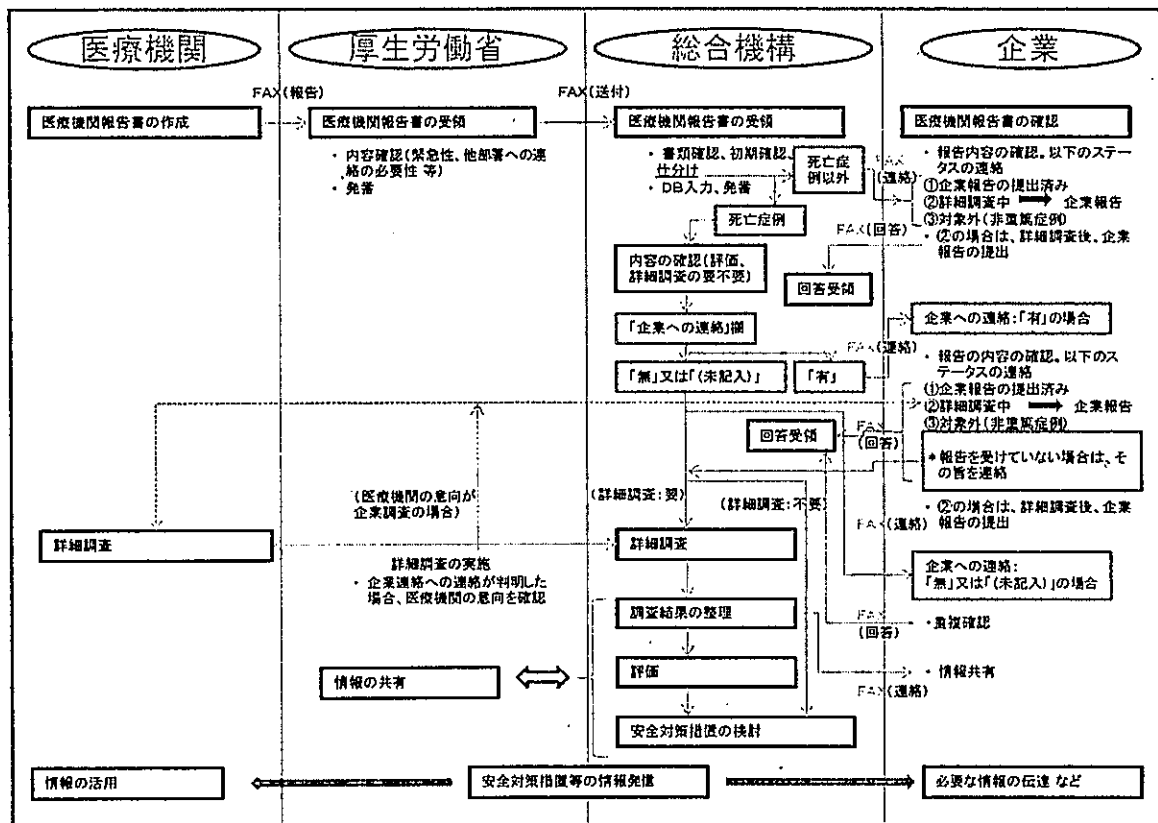 医療機関
厚生労働省
総合機構
企業
FAX(報告)
FAX(送付)
医療機関報告書の作成
医療機関報告書の受領
医療機関報告書の受領
医療機関報告書の確認
・ 内容確認(緊急性、他部署への連
絡の必要性 等)
・ 発番
・ 書類確認、初期確認、
仕分け
・ DB入力、発番
死亡症
例以外
FAX
(連絡)
・ 報告内容の確認。以下のステー
タスの連絡
①企業報告の提出済み
②詳細調査中 企業報告
③対象外(非重篤症例)
・ (②の場合は、詳細調査後、企業
報告の提出
死亡症例
FAX(回答)
内容の確認(評価、
詳細調査の要不要)
回答受領
「企業への連絡」欄
企業への連絡:「有」の場合
FAX(連絡)
「無」又は「(未記入)」
「有」
・ 報告の内容の確認。以下のス
テータスの連絡
①企業報告の提出済み
②詳細調査中 企業報告
③対象外(非重篤症例)
回答受領
FAX
(回答)
* 報告を受けていない場合は、そ
の旨を連絡
(医療機関の意向が
企業調査の場合)
(詳細調査:要)
(詳細調査:不要)
・ (②の場合は、詳細調査後、企業
報告の提出
FAX(連絡)
詳細調査
詳細調査
詳細調査の実施
・ 企業連絡への連絡が判明した
場合、医療機関の意向を確認
企業への連絡:
「無」又は「(未記入)」の場合
調査結果の整理
FAX
(回答)
・重複確認
情報の共有
評価
・ 情報共有
FAX(連絡)
安全対策措置の検討
情報の活用
安全対策措置等の情報発信
必要な情報の伝達 など